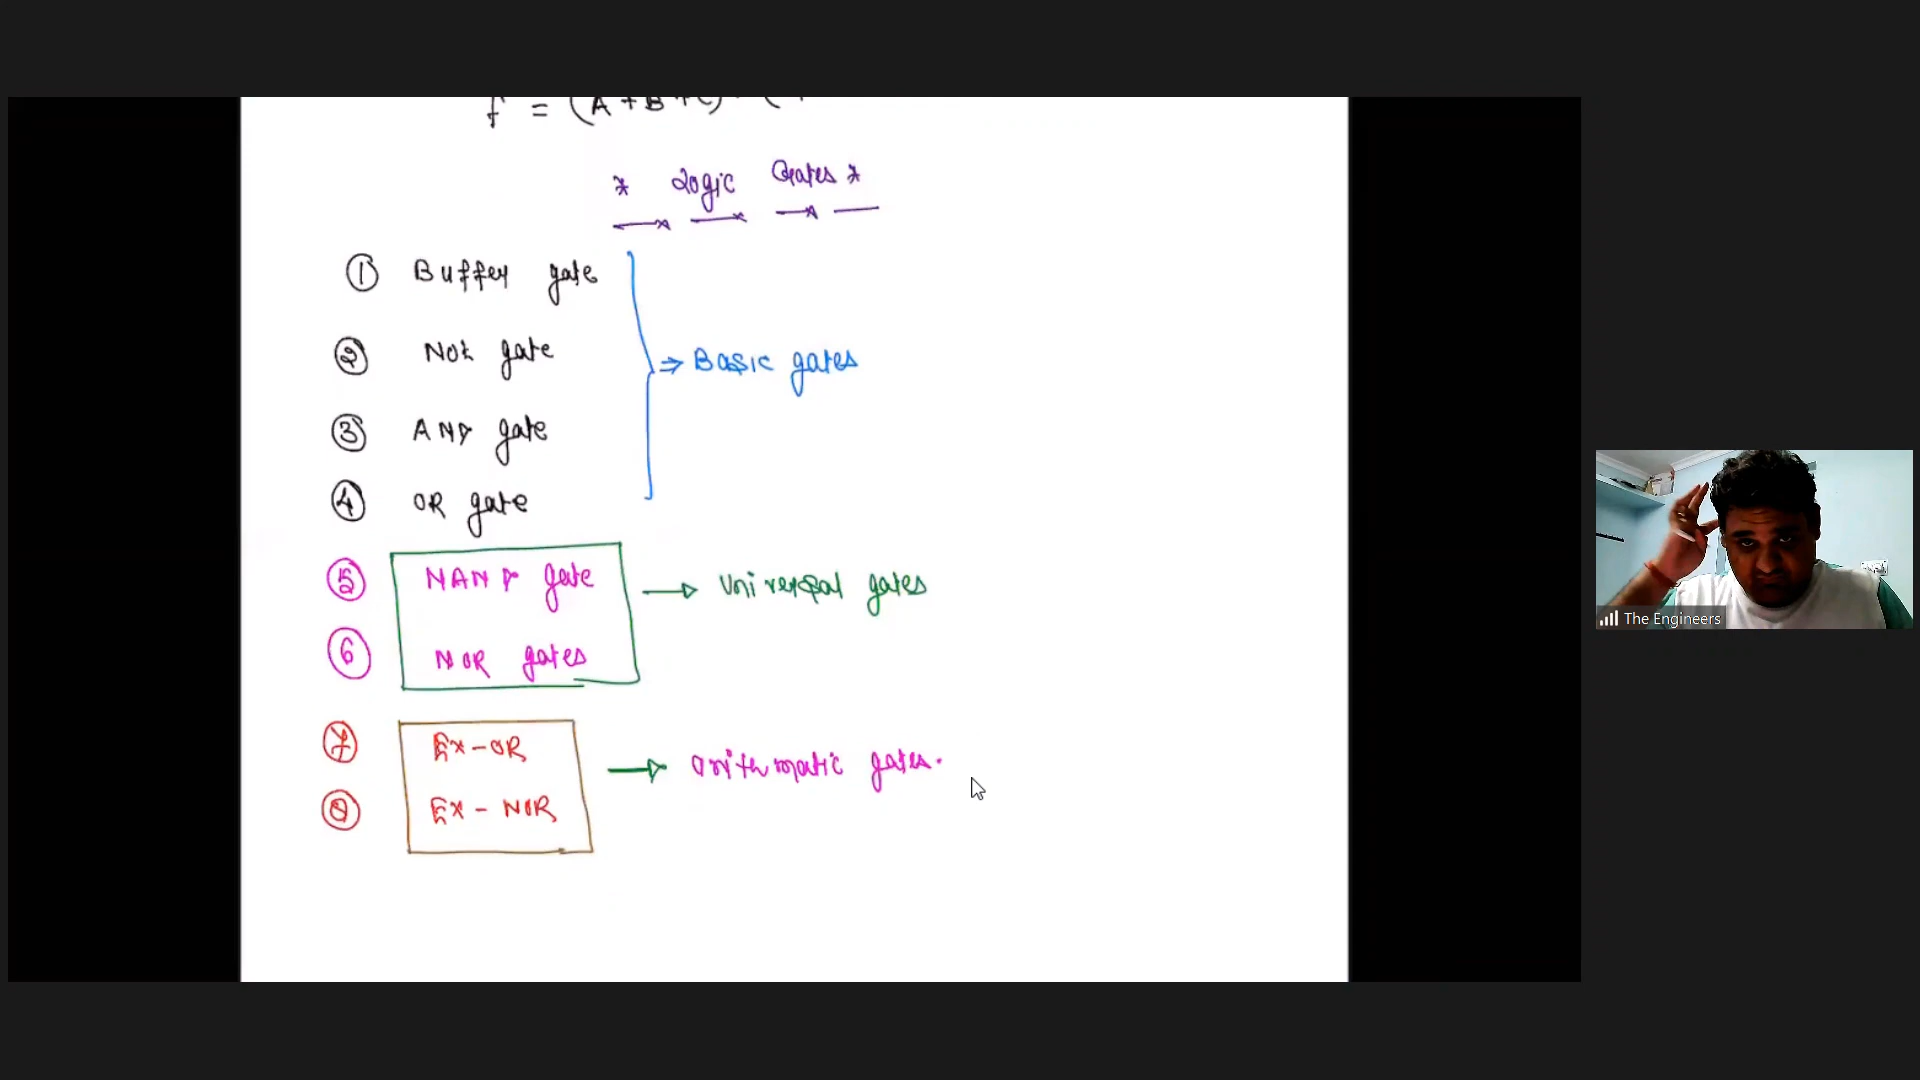 f = (A + B + C) · (
* Logic Gates *
① Buffer gate
② Not gate
③ AND gate
④ OR gate
⇒ Basic gates
⑤ NAND gate
⑥ NOR gates
→ Universal gates
⑦ Ex-OR
⑧ Ex-NOR
→ arithmatic gates.
The Engineers